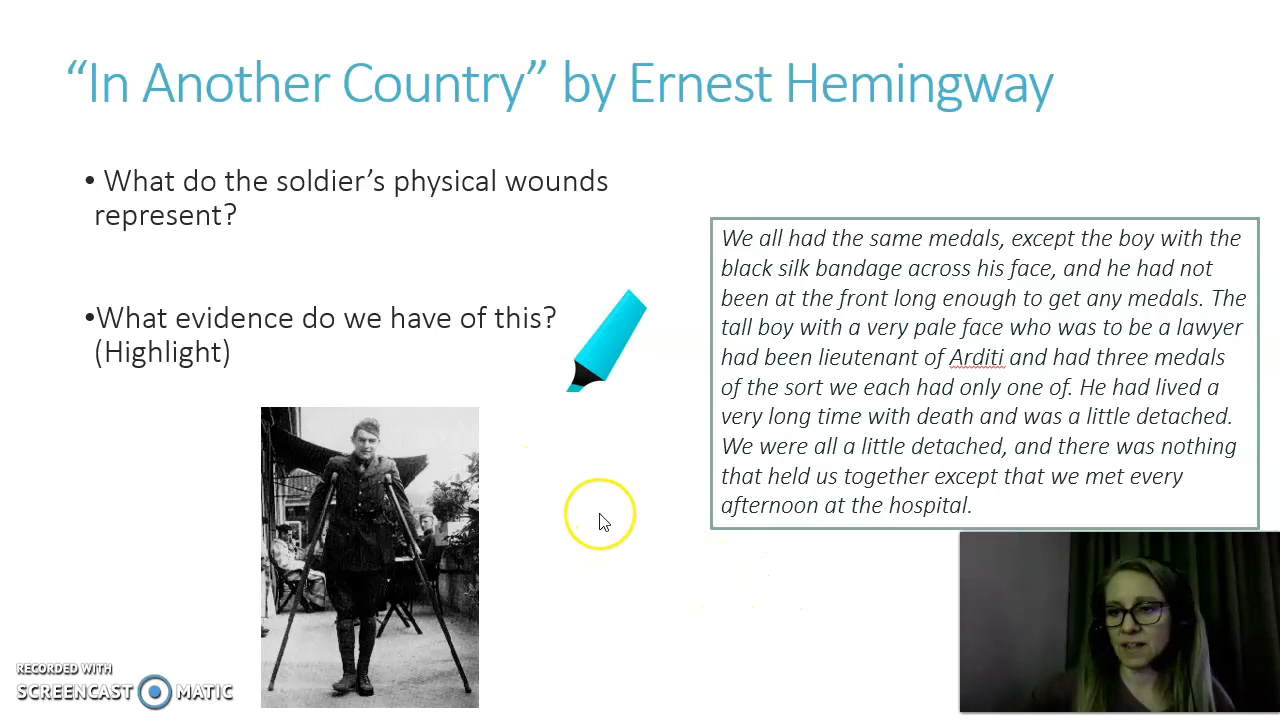 “In Another Country” by Ernest Hemingway
• What do the soldier’s physical wounds
represent?
•What evidence do we have of this?
(Highlight)
We all had the same medals, except the boy with the
black silk bandage across his face, and he had not
been at the front long enough to get any medals. The
tall boy with a very pale face who was to be a lawyer
had been lieutenant of Arditi and had three medals
of the sort we each had only one of. He had lived a
very long time with death and was a little detached.
We were all a little detached, and there was nothing
that held us together except that we met every
afternoon at the hospital.
RECORDED WITH
SCREENCAST MATIC